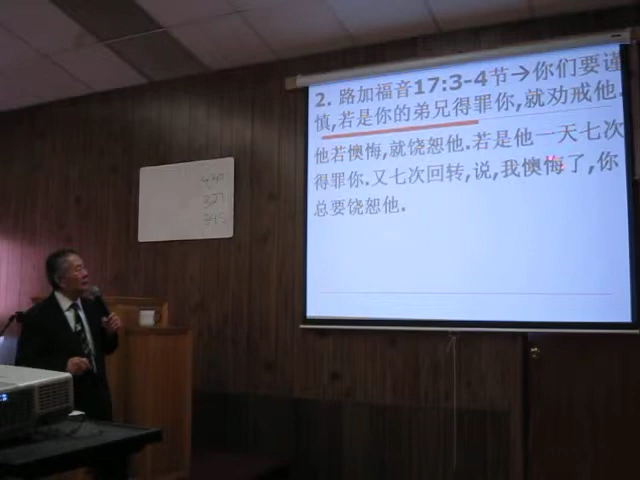 2. 路加福音17:3-4节→你们要谨
慎,若是你的弟兄得罪你,就劝戒他.
他若懊悔,就饶恕他.若是他一天七次
得罪你.又七次回转,说,我懊悔了,你
总要饶恕他.
430
327
345